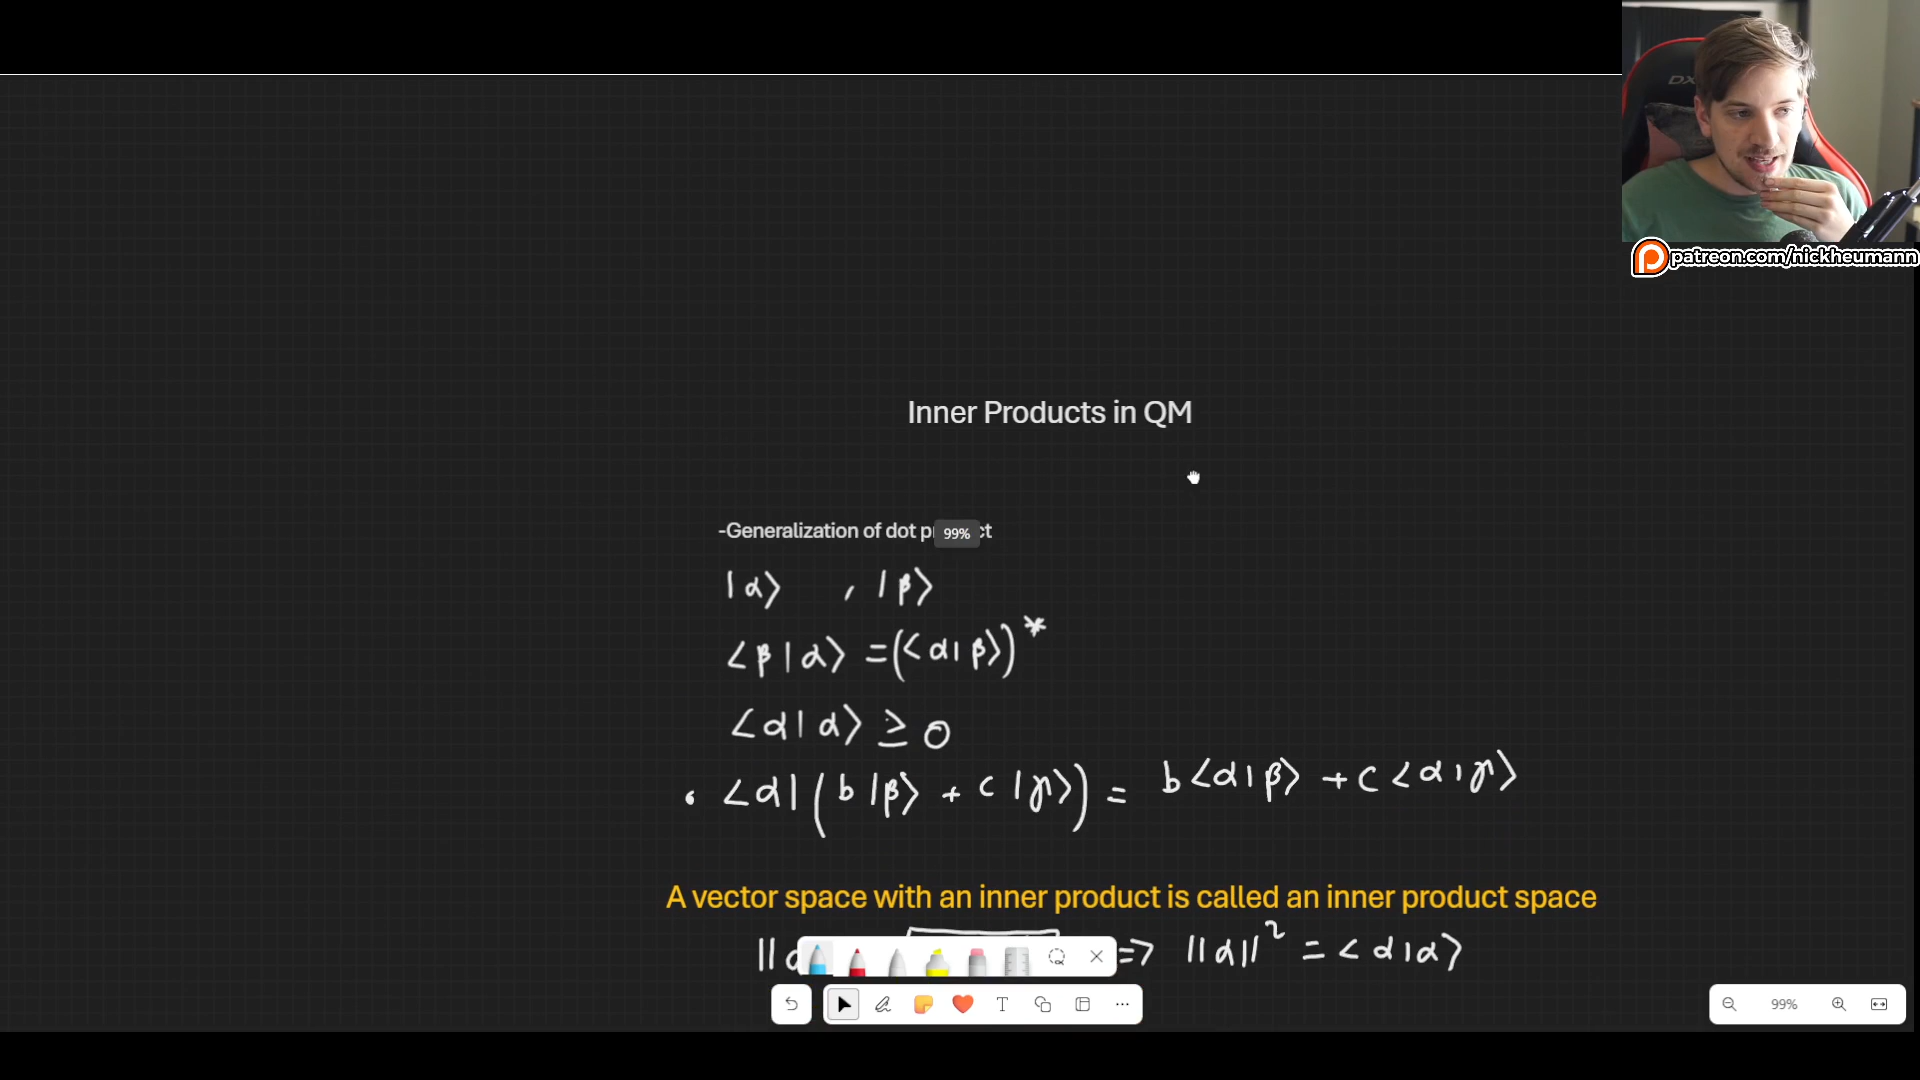 DX
patreon.com/nickheumann
Inner Products in QM
-Generalization of dot
99%
|α⟩ , |β⟩
⟨β|α⟩ = (⟨α|β⟩)*
⟨α|α⟩ ≥ 0
• ⟨α|(b|β⟩ + c|γ⟩) = b⟨α|β⟩ + c⟨α|γ⟩
A vector space with an inner product is called an inner product space
=> ||α||² = ⟨α|α⟩
T
99%